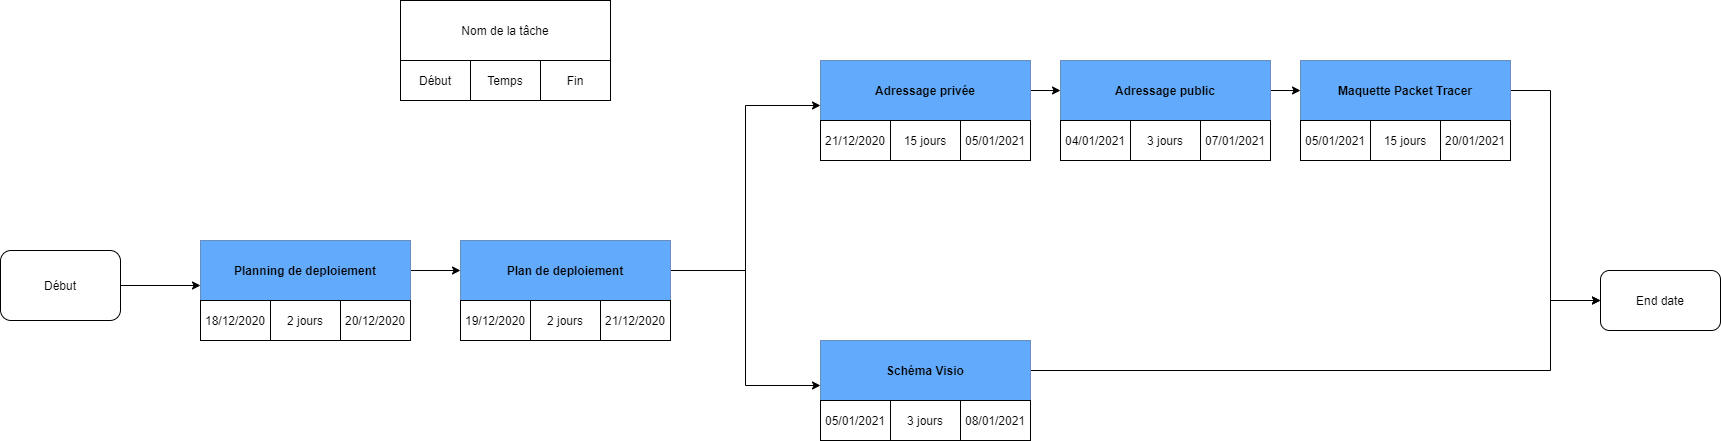 Nom de la tâche
Début Temps Fin
Adressage privée
21/12/2020 15 jours 05/01/2021
Adressage public
04/01/2021 3 jours 07/01/2021
Maquette Packet Tracer
05/01/2021 15 jours 20/01/2021
Début
Planning de deploiement
18/12/2020 2 jours 20/12/2020
Plan de deploiement
19/12/2020 2 jours 21/12/2020
End date
Schéma Visio
05/01/2021 3 jours 08/01/2021